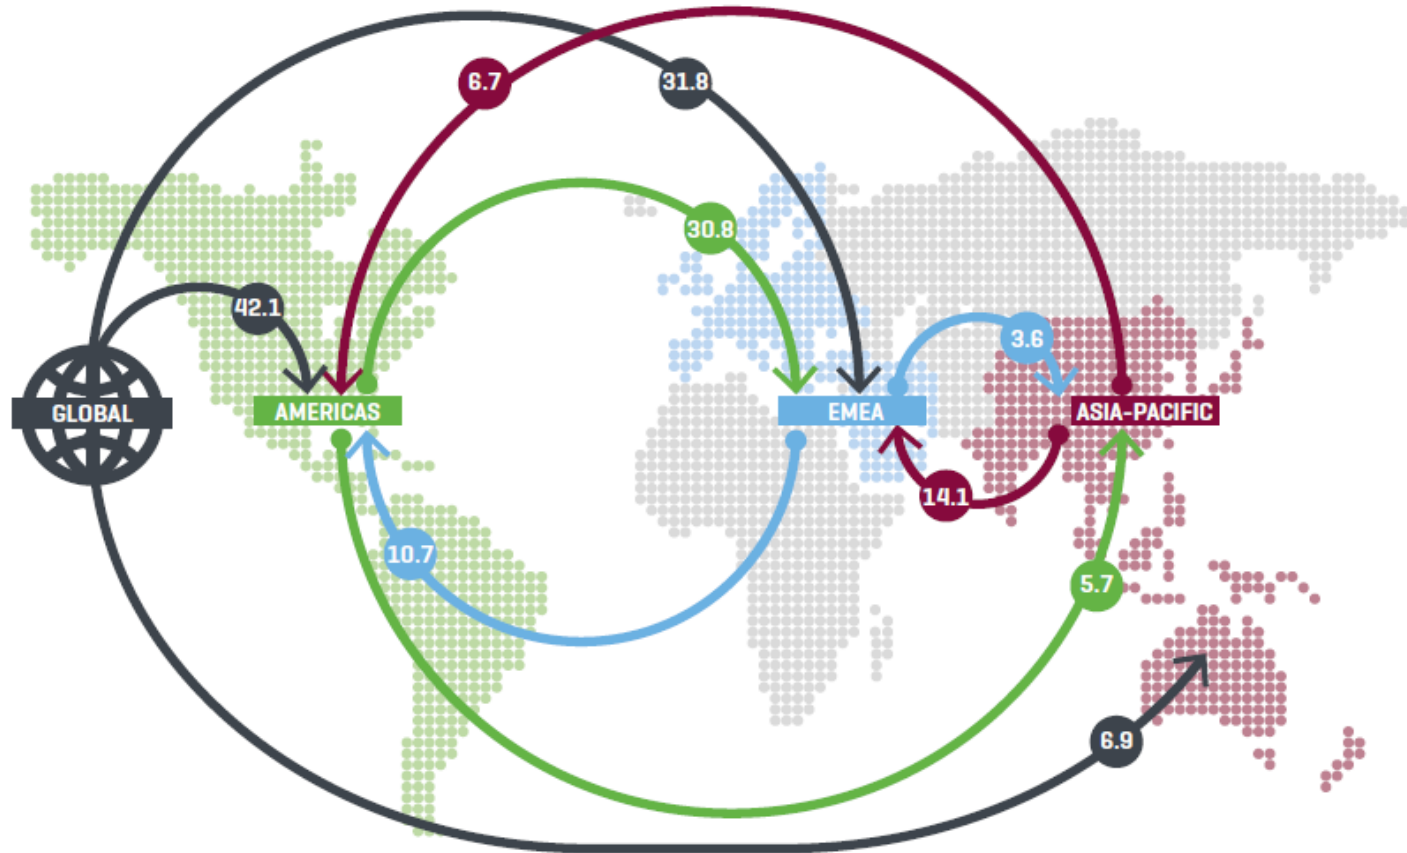 6.7
31.8
30.8
42.1
3.6
GLOBAL
AMERICAS
EMEA
ASIA-PACIFIC
14.1
10.7
5.7
6.9